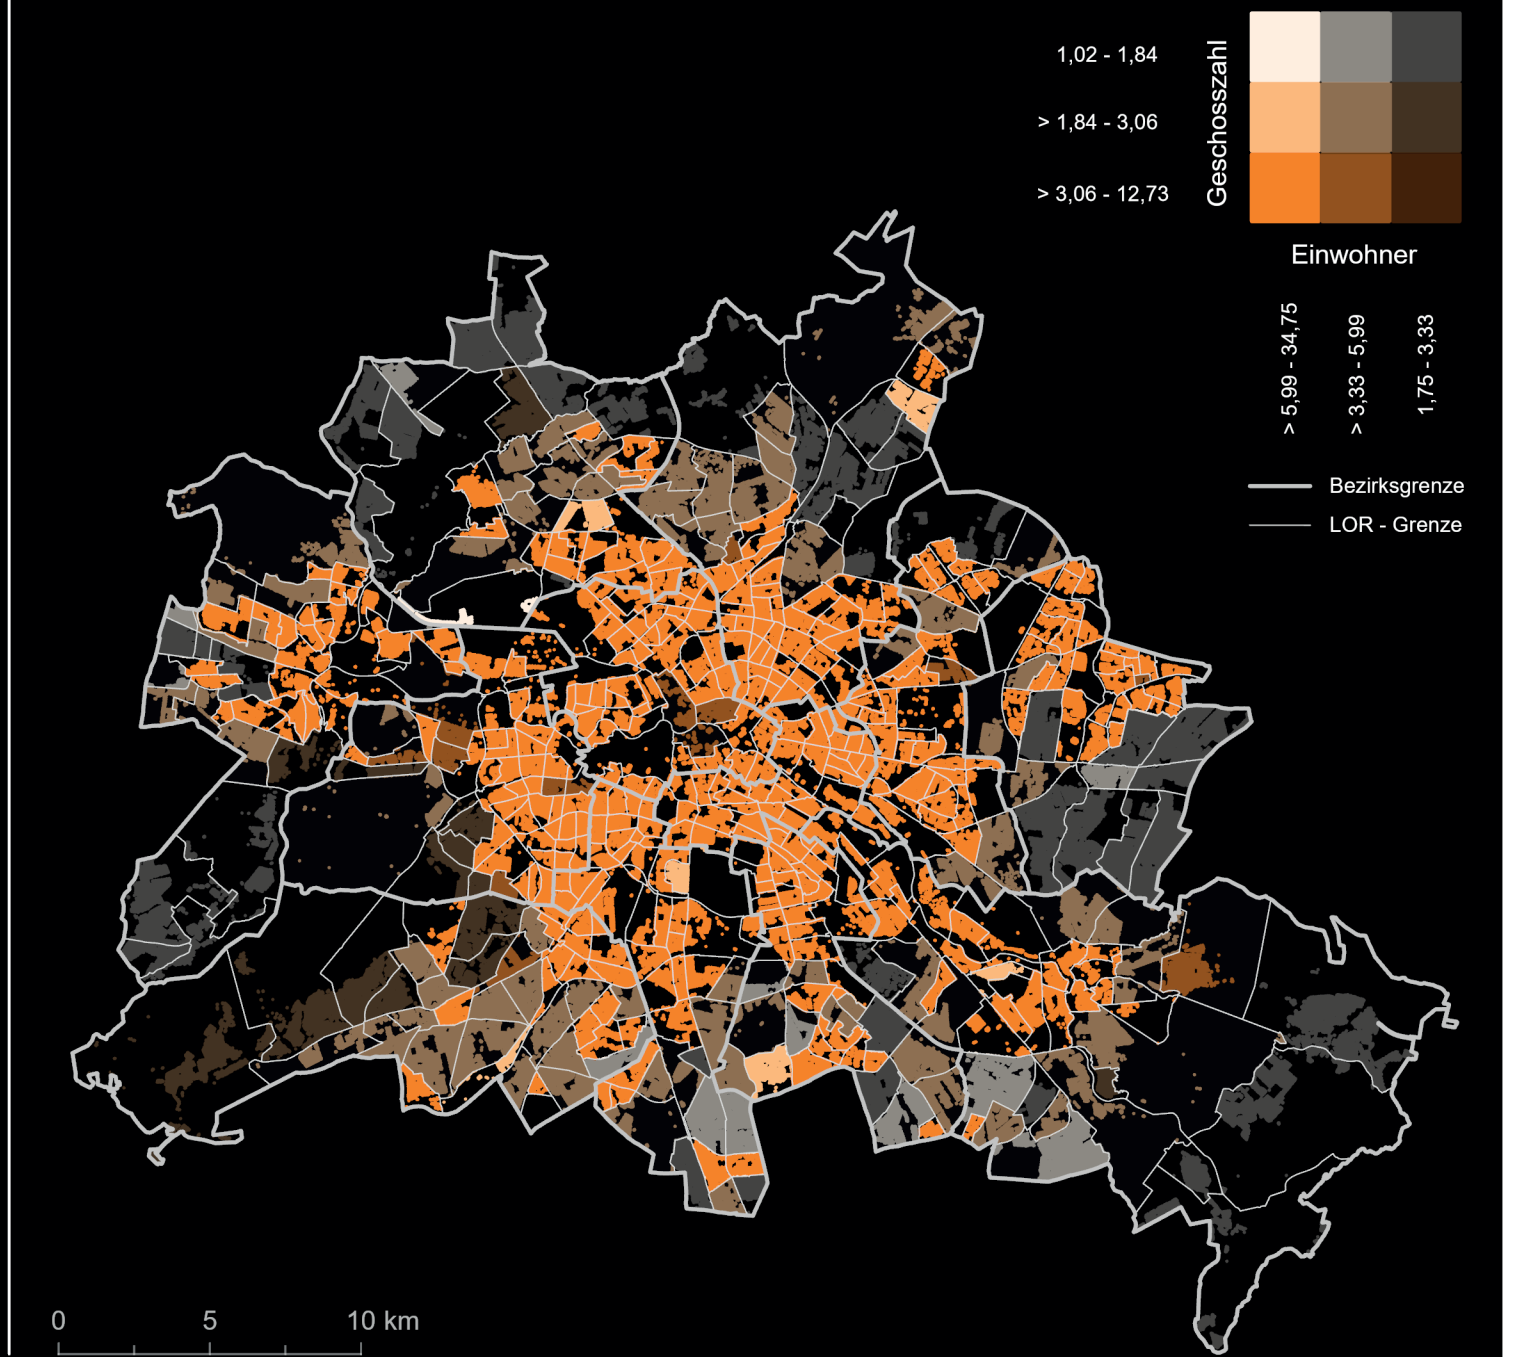 1,02 - 1,84
> 1,84 - 3,06
> 3,06 - 12,73
Geschosszahl
Einwohner
> 5,99 - 34,75
> 3,33 - 5,99
1,75 - 3,33
Bezirksgrenze
LOR - Grenze
0 5 10 km